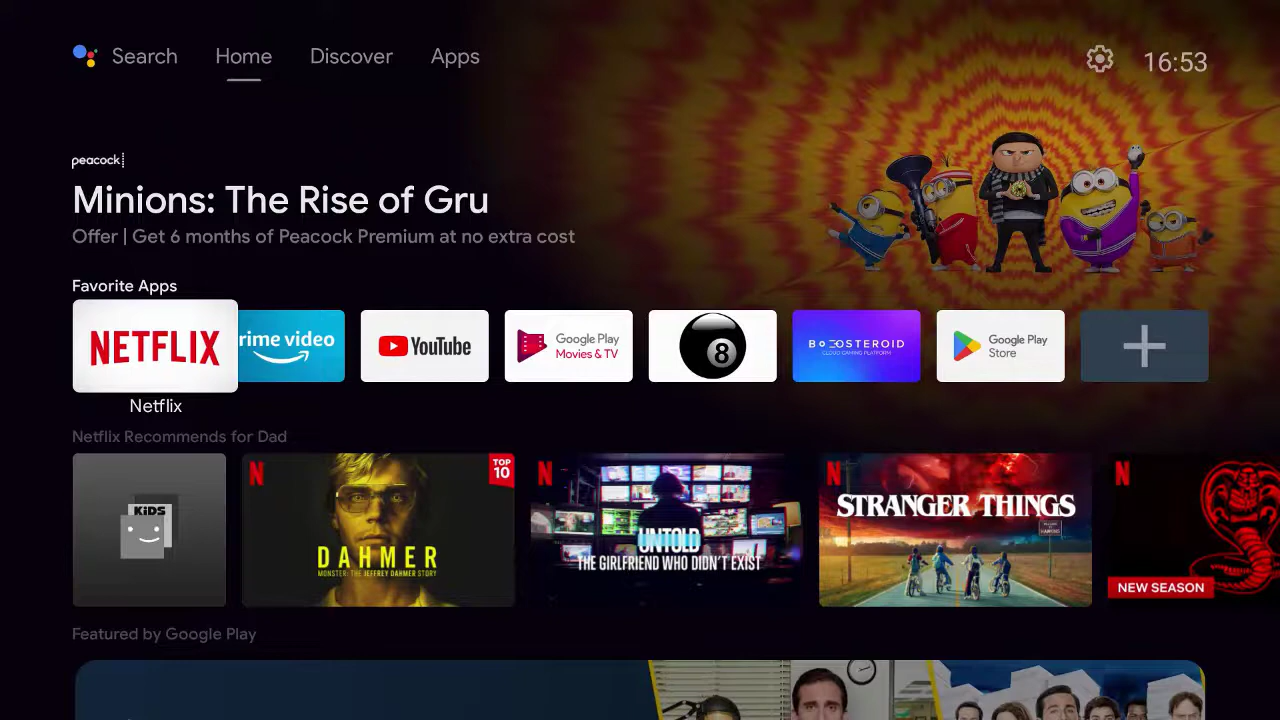 Search Home Discover Apps
16:53
peacock
Minions: The Rise of Gru
Offer | Get 6 months of Peacock Premium at no extra cost
Favorite Apps
NETFLIX
rime video
YouTube
Google Play
Movies & TV
8
BOOSTEROID
CLOUD GAMING PLATFORM
Google Play
Store
Netflix
Netflix Recommends for Dad
KiDS
N
TOP
10
DAHMER
MONSTER: THE JEFFREY DAHMER STORY
N
UNTOLD
THE GIRLFRIEND WHO DIDN'T EXIST
N
STRANGER THINGS
N
NEW SEASON
Featured by Google Play